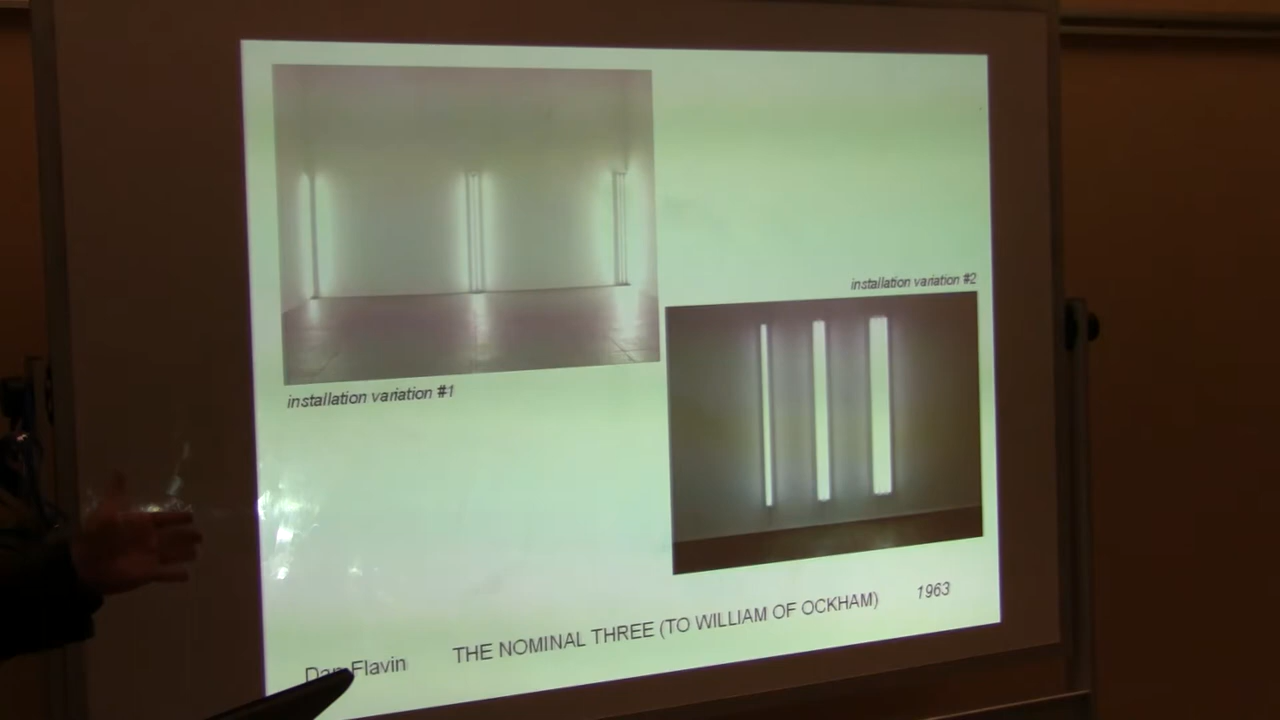 installation variation #2
installation variation #1
THE NOMINAL THREE (TO WILLIAM OF OCKHAM) 1963
Dan Flavin